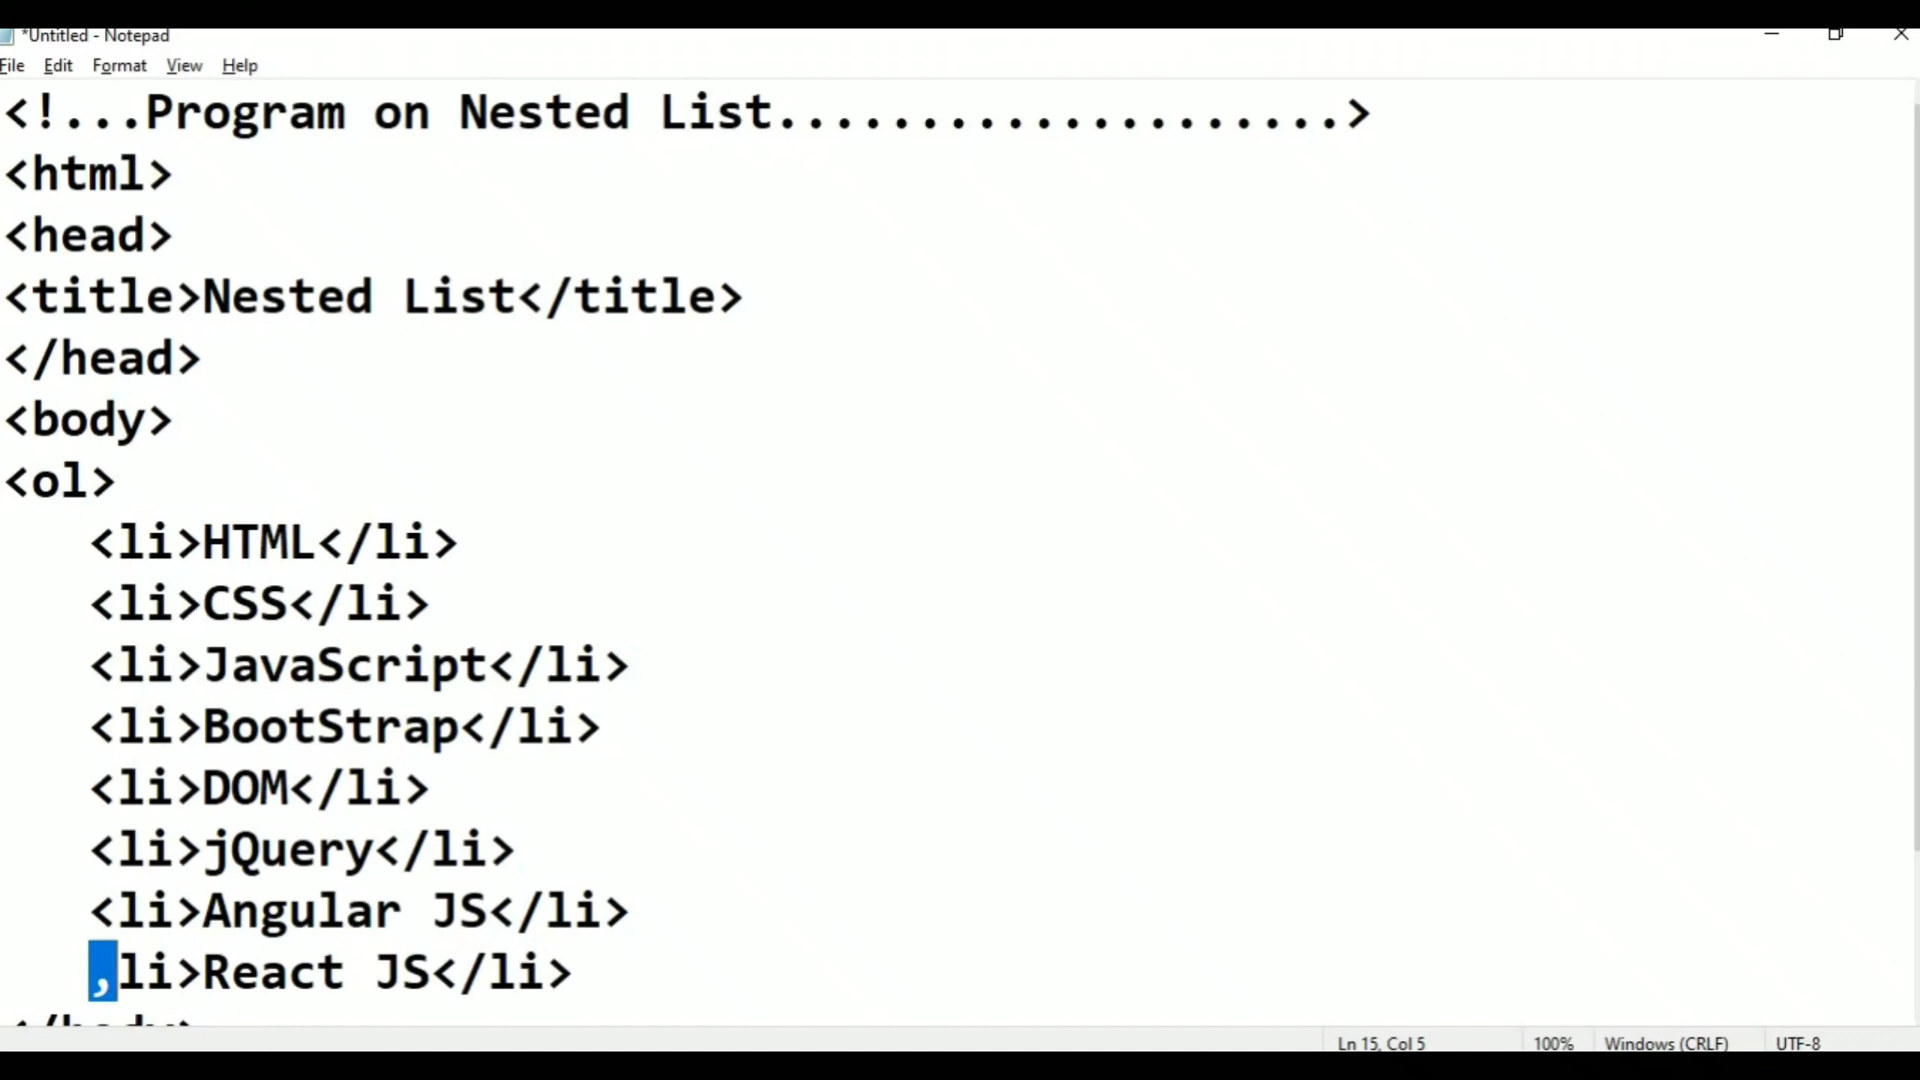 *Untitled - Notepad
File Edit Format View Help
<!...Program on Nested List....................>
<html>
<head>
<title>Nested List</title>
</head>
<body>
<ol>
<li>HTML</li>
<li>CSS</li>
<li>JavaScript</li>
<li>BootStrap</li>
<li>DOM</li>
<li>jQuery</li>
<li>Angular JS</li>
,li>React JS</li>
</body>
Ln 15, Col 5 100% Windows (CRLF) UTF-8